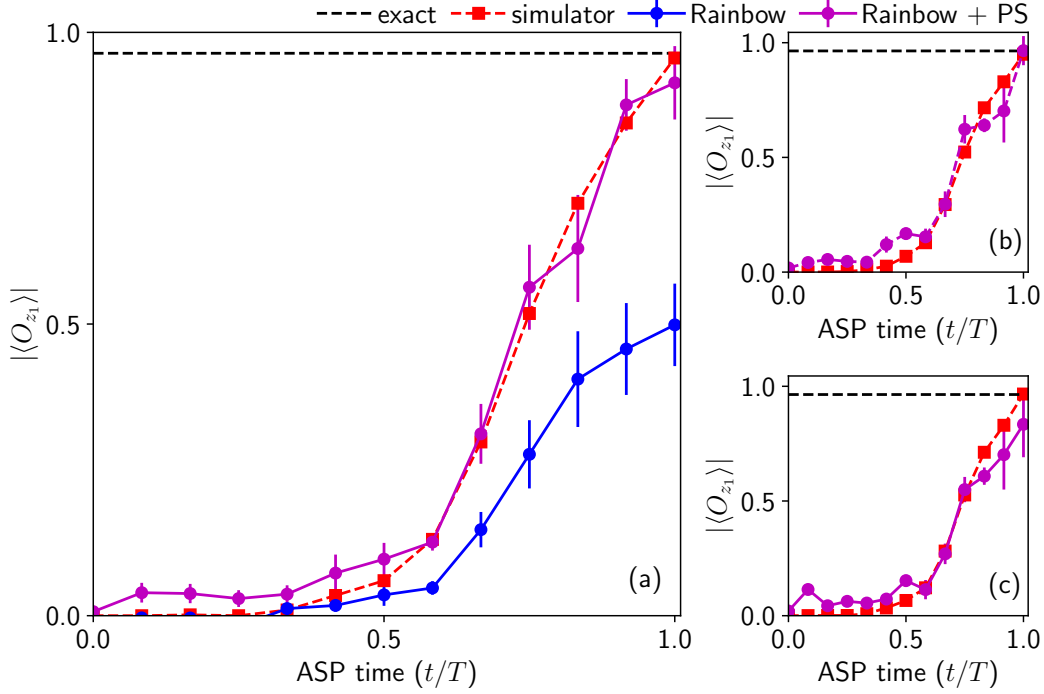 exact simulator Rainbow Rainbow + PS
1.0
0.5
0.0
|⟨O_{z_1}⟩|
0.0 0.5 1.0
ASP time (t/T)
(a)
1.0
0.5
0.0
|⟨O_{z_1}⟩|
0.0 0.5 1.0
ASP time (t/T)
(b)
1.0
0.5
0.0
|⟨O_{z_1}⟩|
0.0 0.5 1.0
ASP time (t/T)
(c)